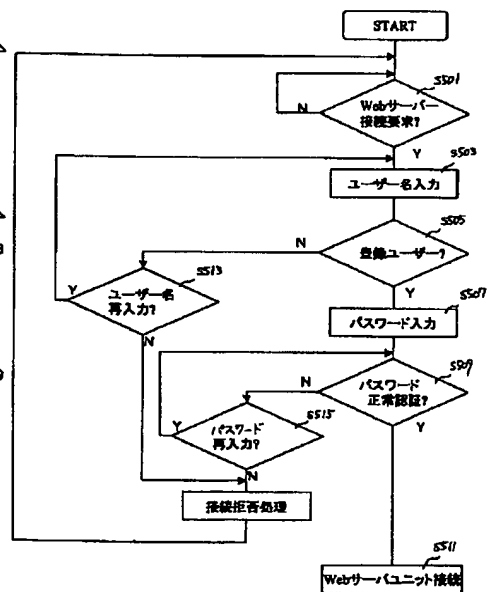 START
S501
Webサーバー
接続要求?
N
Y
S503
ユーザー名入力
S505
登録ユーザー?
N
Y
S513
ユーザー名
再入力?
Y
N
S507
パスワード入力
S509
パスワード
正常認証?
N
Y
S515
パスワード
再入力?
Y
N
接続拒否処理
S511
Webサーバユニット接続